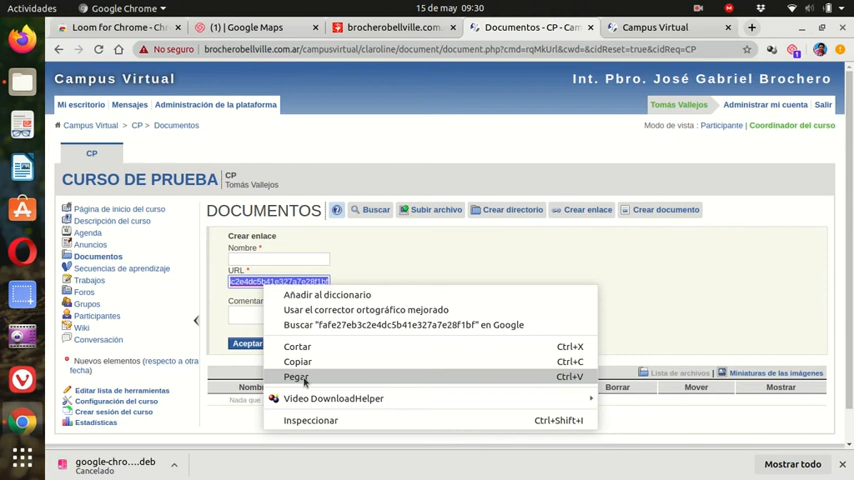 Actividades
Google Chrome
15 de may 09:30
Loom for Chrome - Chr
(1) | Google Maps
brocherobellville.com.ar
Documentos - CP - Cam
Campus Virtual
No seguro
brocherobellville.com.ar/campusvirtual/claroline/document/document.php?cmd=rqMkUrl&cwd=&cidReset=true&cidReq=CP
Campus Virtual
Int. Pbro. José Gabriel Brochero
Mi escritorio
Mensajes
Administración de la plataforma
Tomás Vallejos
Administrar mi cuenta
Salir
Campus Virtual > CP > Documentos
Modo de vista : Participante | Coordinador del curso
CP
CURSO DE PRUEBA
CP
Tomás Vallejos
Página de inicio del curso
Descripción del curso
Agenda
Anuncios
Documentos
Secuencias de aprendizaje
Trabajos
Foros
Grupos
Participantes
Wiki
Conversación
Nuevos elementos (respecto a otra
fecha)
Editar lista de herramientas
Configuración del curso
Crear sesión del curso
Estadísticas
DOCUMENTOS
Buscar
Subir archivo
Crear directorio
Crear enlace
Crear documento
Crear enlace
Nombre *
URL *
c2e4dc5b41e327a7e28f1bf
Comentar
Aceptar
Añadir al diccionario
Usar el corrector ortográfico mejorado
Buscar "fafe27eb3c2e4dc5b41e327a7e28f1bf" en Google
Cortar Ctrl+X
Copiar Ctrl+C
Pegar Ctrl+V
Video DownloadHelper
Inspeccionar Ctrl+Shift+I
Lista de archivos |
Miniaturas de las imágenes
Nomb
Borrar
Mover
Mostrar
Nada que
google-chro....deb
Cancelado
Mostrar todo